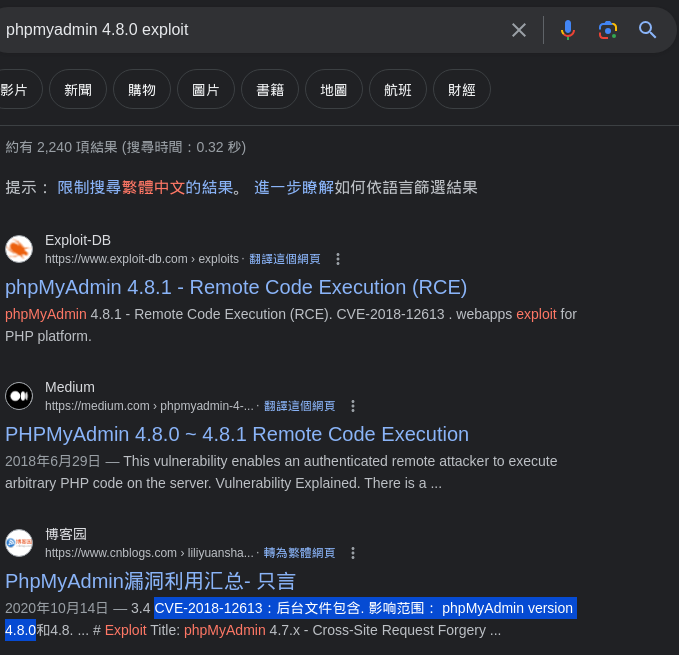 phpmyadmin 4.8.0 exploit
影片 新聞 購物 圖片 書籍 地圖 航班 財經
約有 2,240 項結果 (搜尋時間：0.32 秒)
提示： 限制搜尋繁體中文的結果。 進一步瞭解如何依語言篩選結果
Exploit-DB
https://www.exploit-db.com › exploits · 翻譯這個網頁
phpMyAdmin 4.8.1 - Remote Code Execution (RCE)
phpMyAdmin 4.8.1 - Remote Code Execution (RCE). CVE-2018-12613 . webapps exploit for
PHP platform.
Medium
https://medium.com › phpmyadmin-4-... · 翻譯這個網頁
PHPMyAdmin 4.8.0 ~ 4.8.1 Remote Code Execution
2018年6月29日 — This vulnerability enables an authenticated remote attacker to execute
arbitrary PHP code on the server. Vulnerability Explained. There is a ...
博客园
https://www.cnblogs.com › liliyuansha... · 轉為繁體網頁
PhpMyAdmin漏洞利用汇总- 只言
2020年10月14日 — 3.4 CVE-2018-12613：后台文件包含. 影响范围： phpMyAdmin version
4.8.0和4.8. ... # Exploit Title: phpMyAdmin 4.7.x - Cross-Site Request Forgery ...